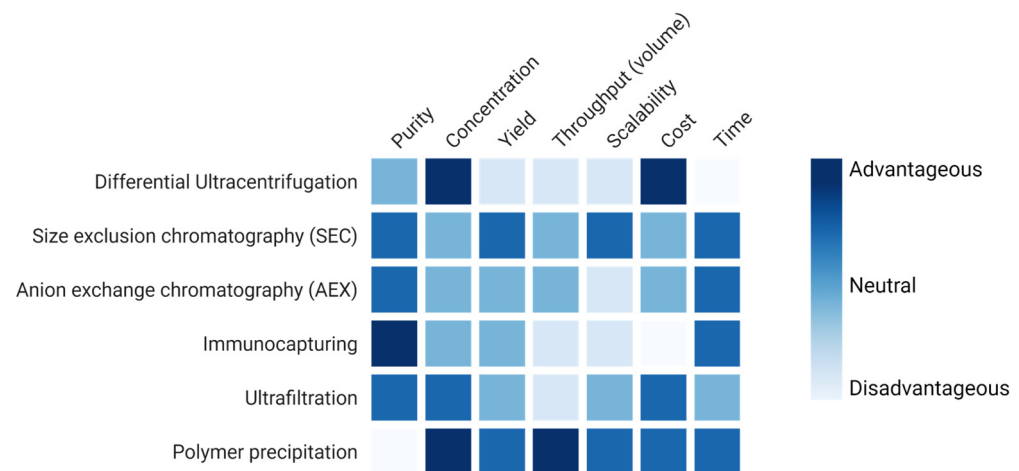 Purity
Concentration
Yield
Throughput (volume)
Scalability
Cost
Time
Differential Ultracentrifugation
Size exclusion chromatography (SEC)
Anion exchange chromatography (AEX)
Immunocapturing
Ultrafiltration
Polymer precipitation
Advantageous
Neutral
Disadvantageous